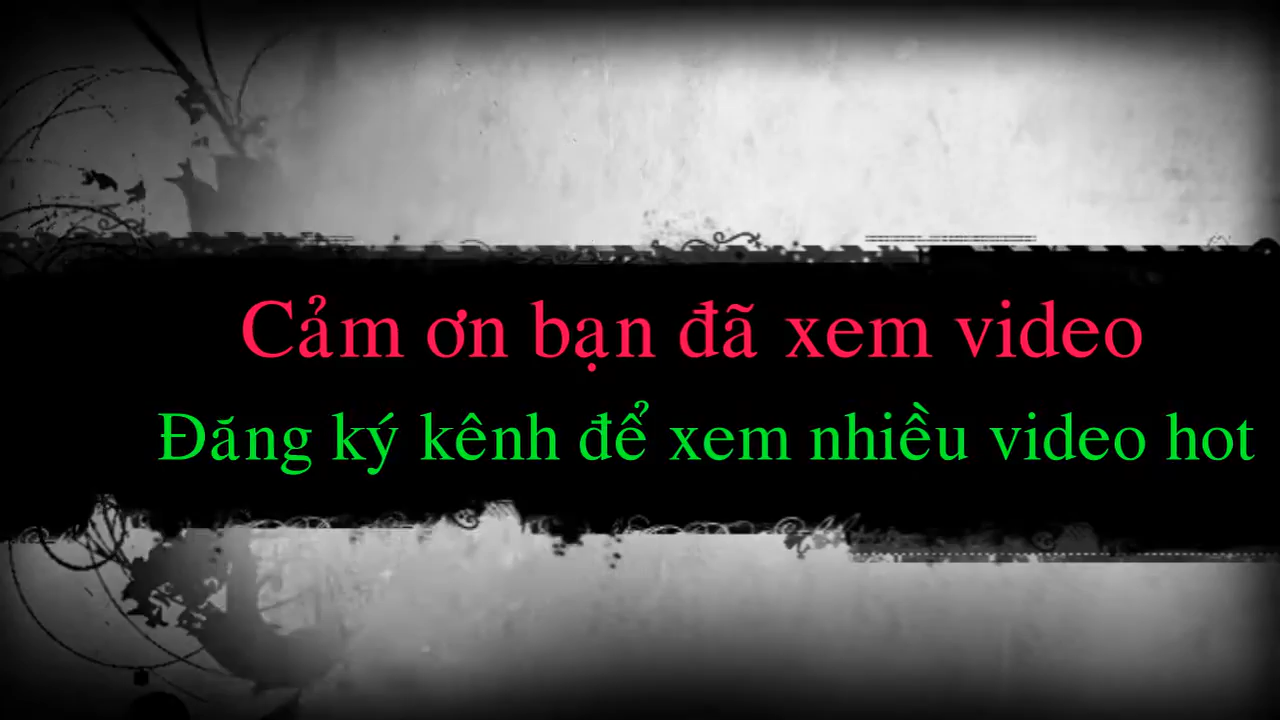 Cảm ơn bạn đã xem video
Đăng ký kênh để xem nhiều video hot